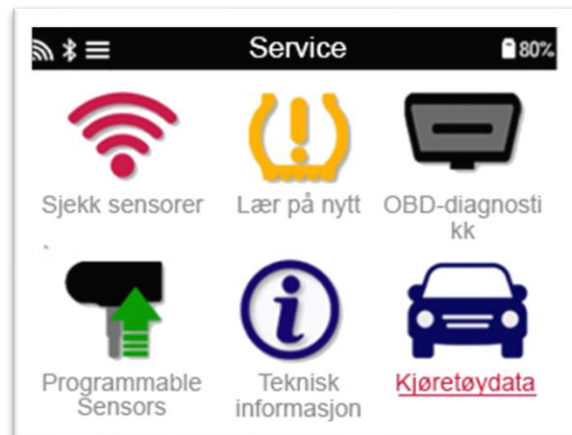 Service
80%
Sjekk sensorer
Lær på nytt
OBD-diagnosti
kk
Programmable
Sensors
Teknisk
informasjon
Kjøretøydata